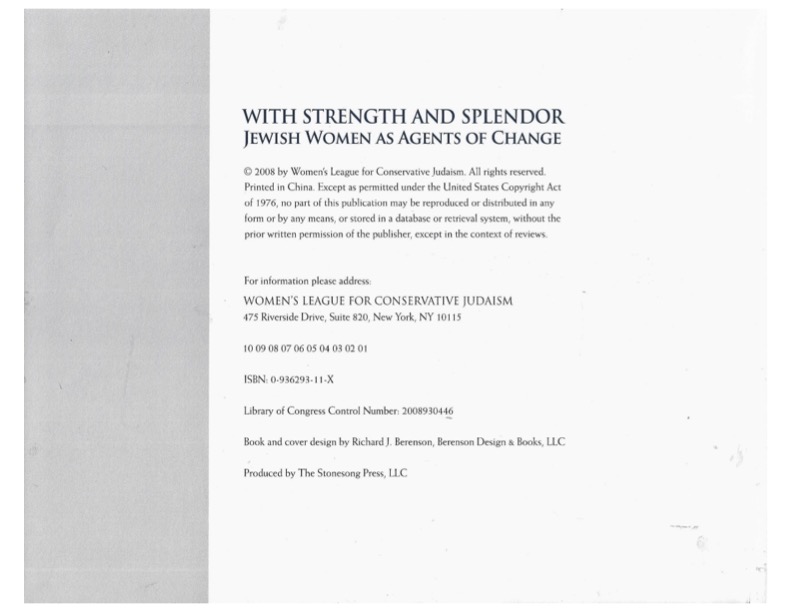 WITH STRENGTH AND SPLENDOR
JEWISH WOMEN AS AGENTS OF CHANGE
© 2008 by Women's League for Conservative Judaism. All rights reserved.
Printed in China. Except as permitted under the United States Copyright Act
of 1976, no part of this publication may be reproduced or distributed in any
form or by any means, or stored in a database or retrieval system, without the
prior written permission of the publisher, except in the context of reviews.
For information please address:
WOMEN'S LEAGUE FOR CONSERVATIVE JUDAISM
475 Riverside Drive, Suite 820, New York, NY 10115
10 09 08 07 06 05 04 03 02 01
ISBN: 0-936293-11-X
Library of Congress Control Number: 2008930446
Book and cover design by Richard J. Berenson, Berenson Design & Books, LLC
Produced by The Stonesong Press, LLC